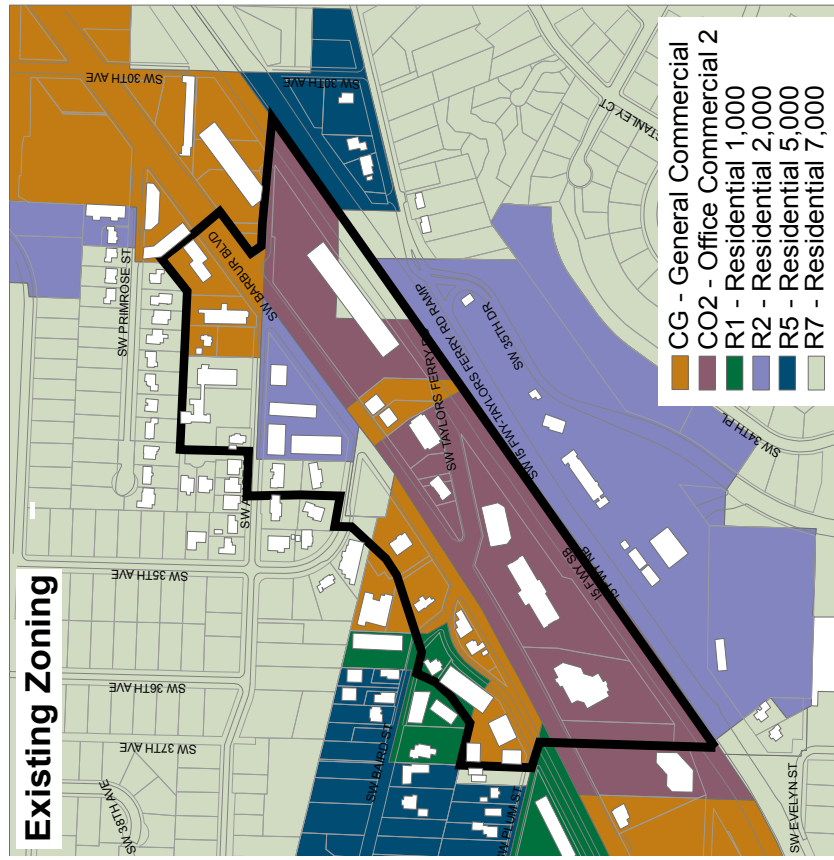 Existing Zoning
CG - General Commercial
CO2 - Office Commercial 2
R1 - Residential 1,000
R2 - Residential 2,000
R5 - Residential 5,000
R7 - Residential 7,000
SW 30TH AVE
SW 30TH AVE
STANLEY CT
SW PRIMROSE ST
SW BARBUR BLVD
SW TAYLORS FERRY
SW I5 FWY-TAYLORS FERRY RD RAMP
SW 35TH DR
SW 34TH PL
SW
SW 35TH AVE
I5 FWY SB
I5 FWY NB
SW 36TH AVE
SW 37TH AVE
SW 38TH AVE
SW BAIRD ST
SW PLUM ST
SW EVELYN ST